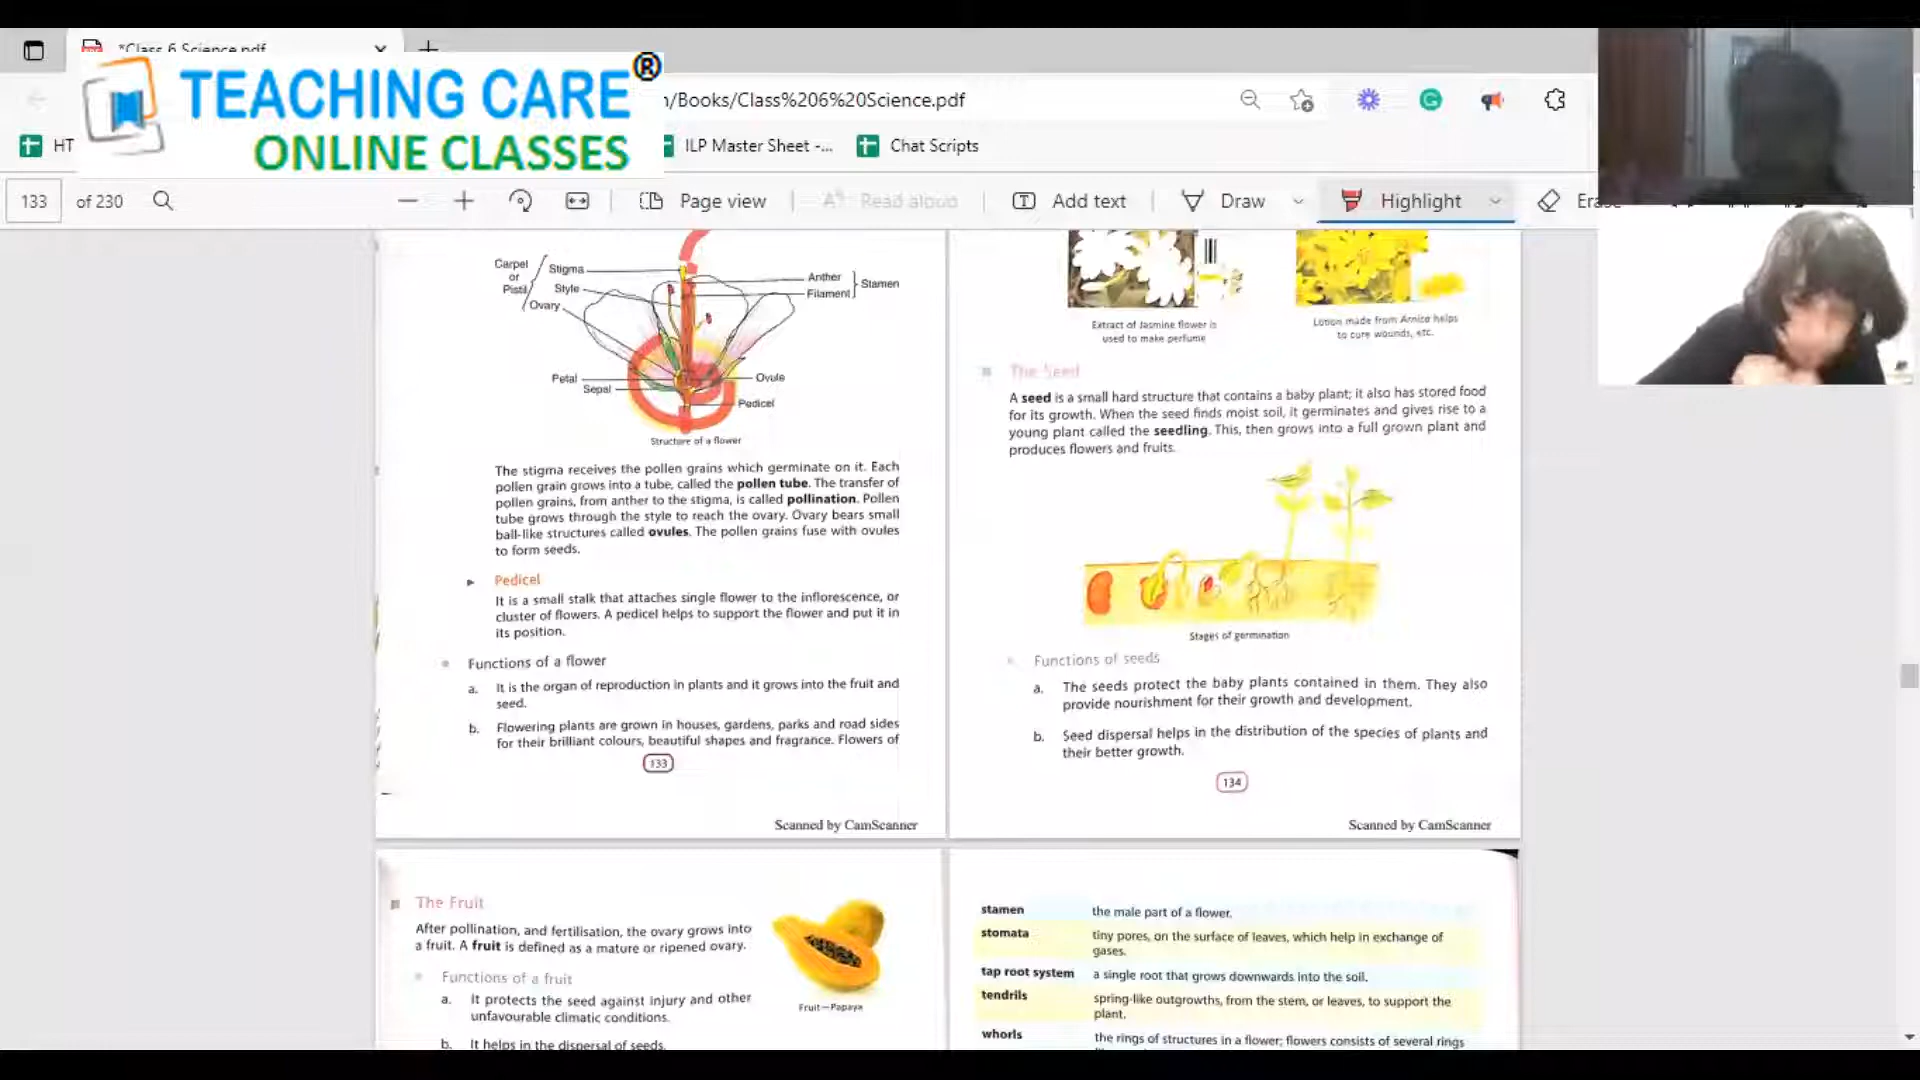 *Class 6 Science.pdf
TEACHING CARE®
ONLINE CLASSES
/Books/Class%206%20Science.pdf
HT
ILP Master Sheet -...
Chat Scripts
133 of 230
Page view
Read aloud
Add text
Draw
Highlight
Erase
Carpel or Pistil
Stigma
Style
Ovary
Anther
Filament
Stamen
Petal
Sepal
Ovule
Pedicel
Structure of a flower
The stigma receives the pollen grains which germinate on it. Each
pollen grain grows into a tube, called the pollen tube. The transfer of
pollen grains, from anther to the stigma, is called pollination. Pollen
tube grows through the style to reach the ovary. Ovary bears small
ball-like structures called ovules. The pollen grains fuse with ovules
to form seeds.
Pedicel
It is a small stalk that attaches single flower to the inflorescence, or
cluster of flowers. A pedicel helps to support the flower and put it in
its position.
Functions of a flower
a. It is the organ of reproduction in plants and it grows into the fruit and
seed.
b. Flowering plants are grown in houses, gardens, parks and road sides
for their brilliant colours, beautiful shapes and fragrance. Flowers of
133
Scanned by CamScanner
Extract of Jasmine flower is
used to make perfume
Lotion made from Arnica helps
to cure wounds, etc.
The Seed
A seed is a small hard structure that contains a baby plant; it also has stored food
for its growth. When the seed finds moist soil, it germinates and gives rise to a
young plant called the seedling. This, then grows into a full grown plant and
produces flowers and fruits.
Stages of germination
Functions of seeds
a. The seeds protect the baby plants contained in them. They also
provide nourishment for their growth and development.
b. Seed dispersal helps in the distribution of the species of plants and
their better growth.
134
Scanned by CamScanner
The Fruit
After pollination, and fertilisation, the ovary grows into
a fruit. A fruit is defined as a mature or ripened ovary.
Functions of a fruit
a. It protects the seed against injury and other
unfavourable climatic conditions.
b. It helps in the dispersal of seeds.
Fruit—Papaya
stamen the male part of a flower.
stomata tiny pores, on the surface of leaves, which help in exchange of
gases.
tap root system a single root that grows downwards into the soil.
tendrils spring-like outgrowths, from the stem, or leaves, to support the
plant.
whorls the rings of structures in a flower; flowers consists of several rings